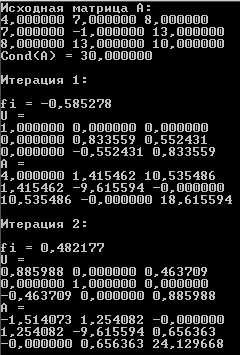 Исходная матрица A:
4,000000 7,000000 8,000000
7,000000 -1,000000 13,000000
8,000000 13,000000 10,000000
Cond(A) = 30,000000
Итерация 1:
fi = -0,585278
U =
1,000000 0,000000 0,000000
0,000000 0,833559 0,552431
0,000000 -0,552431 0,833559
A =
4,000000 1,415462 10,535486
1,415462 -9,615594 -0,000000
10,535486 -0,000000 18,615594
Итерация 2:
fi = 0,482177
U =
0,885988 0,000000 0,463709
0,000000 1,000000 0,000000
-0,463709 0,000000 0,885988
A =
-1,514073 1,254082 -0,000000
1,254082 -9,615594 0,656363
-0,000000 0,656363 24,129668